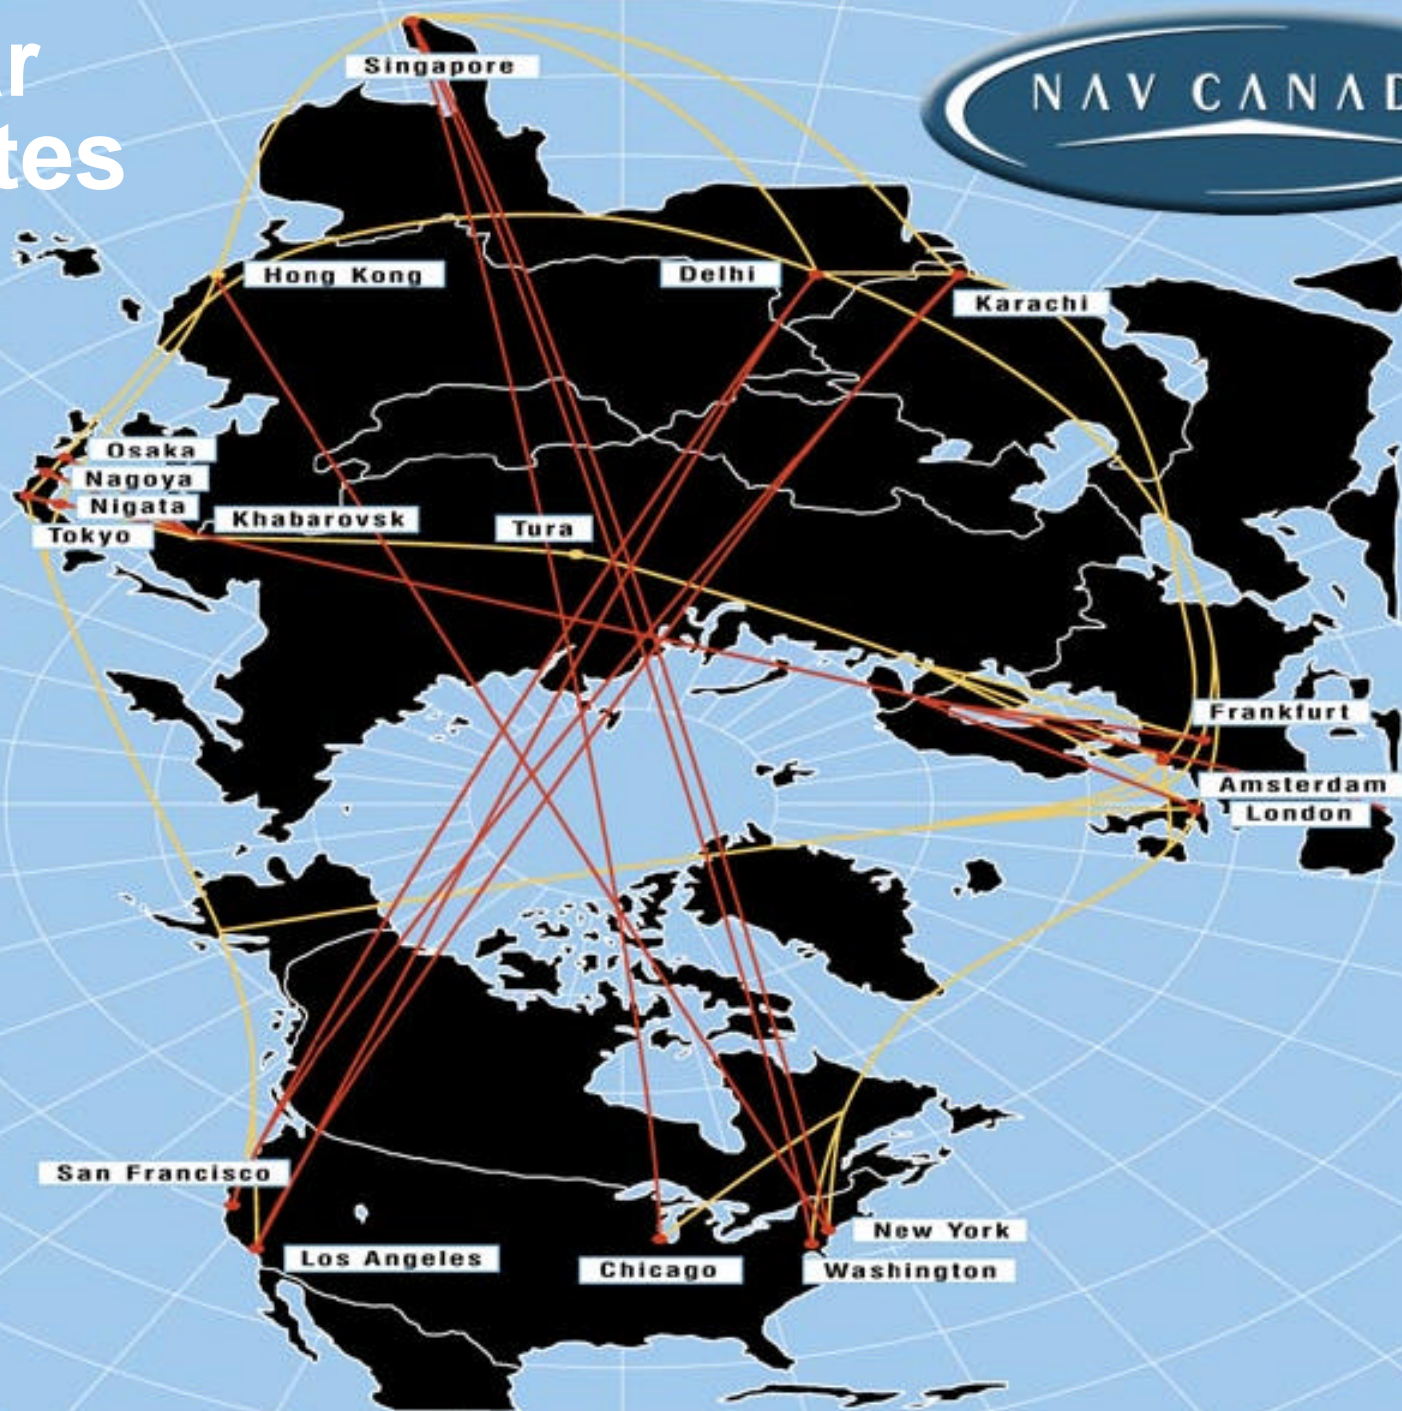 NAV CANAD
Singapore
Hong Kong
Delhi
Karachi
Osaka
Nagoya
Nigata
Tokyo
Khabarovsk
Tura
Frankfurt
Amsterdam
London
San Francisco
Los Angeles
Chicago
New York
Washington